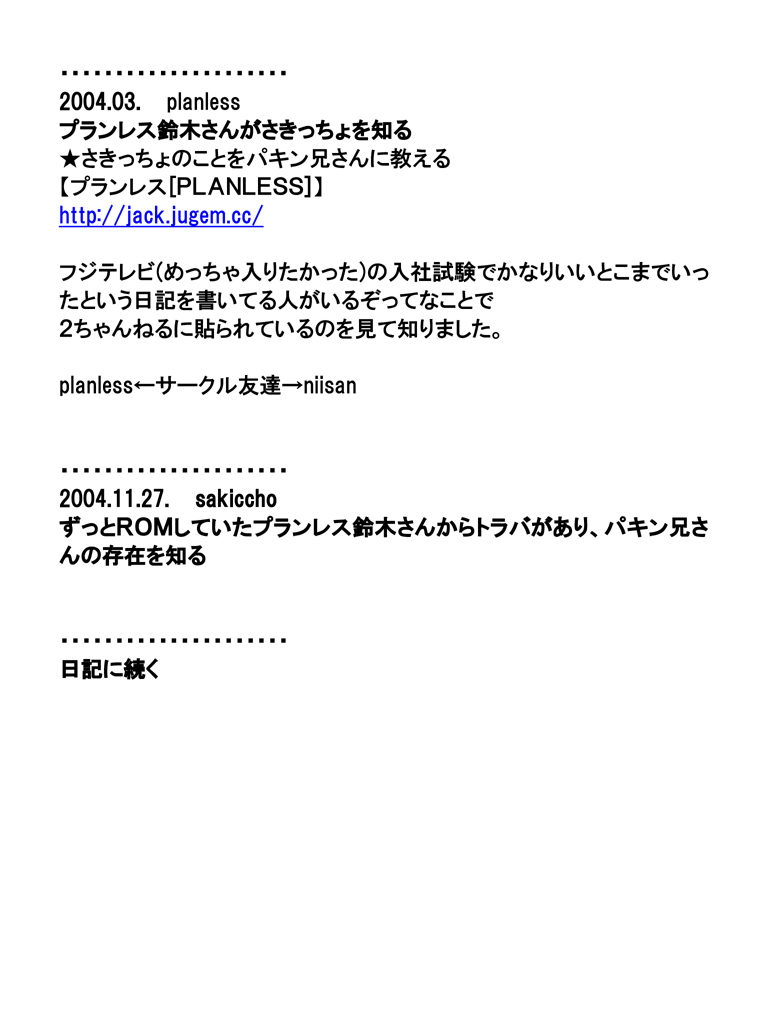 ・・・・・・・・・・・・・・・・・・・・・
2004.03.　planless
プランレス鈴木さんがさきっちょを知る
★さきっちょのことをパキン兄さんに教える
【プランレス[PLANLESS]】
http://jack.jugem.cc/
フジテレビ(めっちゃ入りたかった)の入社試験でかなりいいとこまでいっ
たという日記を書いてる人がいるぞってなことで
２ちゃんねるに貼られているのを見て知りました。
planless←サークル友達→niisan
・・・・・・・・・・・・・・・・・・・・・
2004.11.27.　sakiccho
ずっとROMしていたプランレス鈴木さんからトラバがあり、パキン兄さ
んの存在を知る
・・・・・・・・・・・・・・・・・・・・・
日記に続く